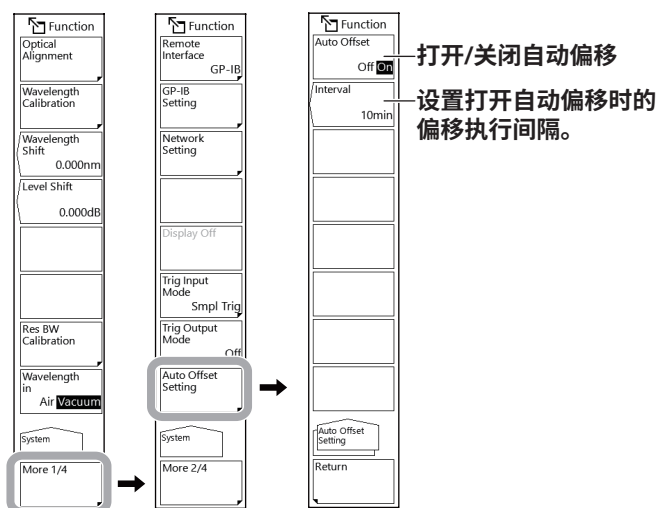 Function
Optical
Alignment
Wavelength
Calibration
Wavelength
Shift
0.000nm
Level Shift
0.000dB
Res BW
Calibration
Wavelength
in
Air Vacuum
System
More 1/4
Function
Remote
Interface
GP-IB
GP-IB
Setting
Network
Setting
Display Off
Trig Input
Mode
Smpl Trig
Trig Output
Mode
Off
Auto Offset
Setting
System
More 2/4
Function
Auto Offset
Off On
Interval
10min
Auto Offset
Setting
Return
打开/关闭自动偏移
设置打开自动偏移时的
偏移执行间隔。